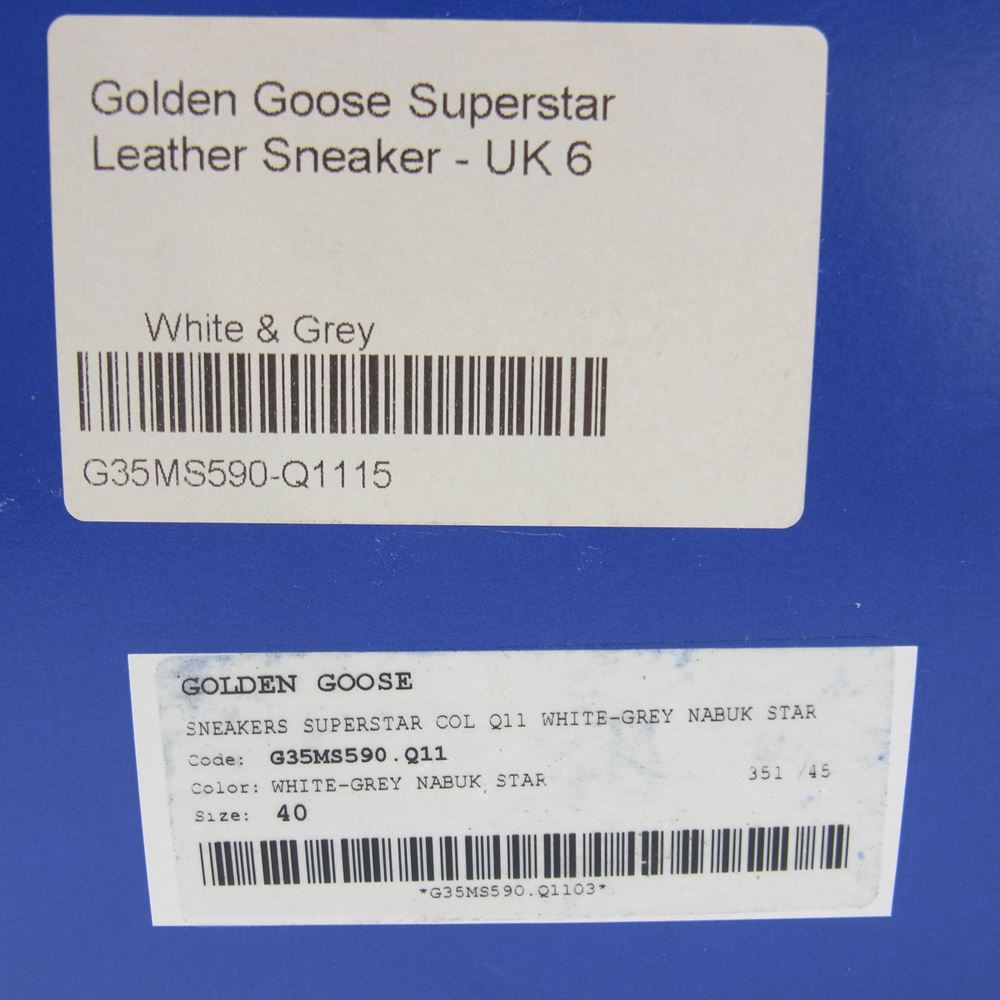 Golden Goose Superstar
Leather Sneaker - UK 6
White & Grey
G35MS590-Q1115
GOLDEN GOOSE
SNEAKERS SUPERSTAR COL Q11 WHITE-GREY NABUK STAR
Code: G35MS590.Q11
Color: WHITE-GREY NABUK STAR 351 /45
Size: 40
*G35MS590.Q1103*